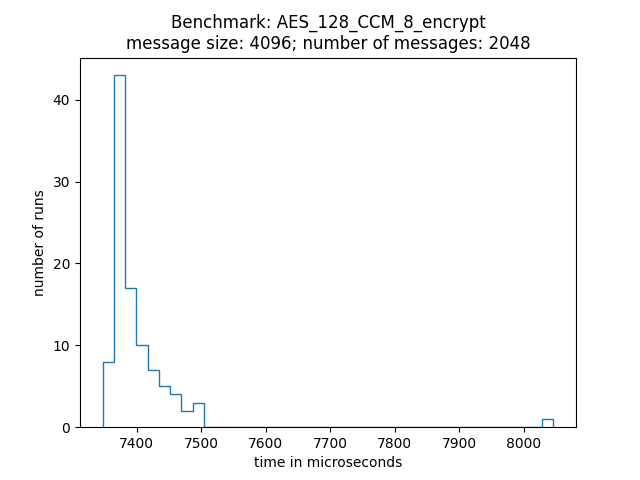 Benchmark: AES_128_CCM_8_encrypt
message size: 4096; number of messages: 2048
40
30
20
10
0
number of runs
7400 7500 7600 7700 7800 7900 8000
time in microseconds